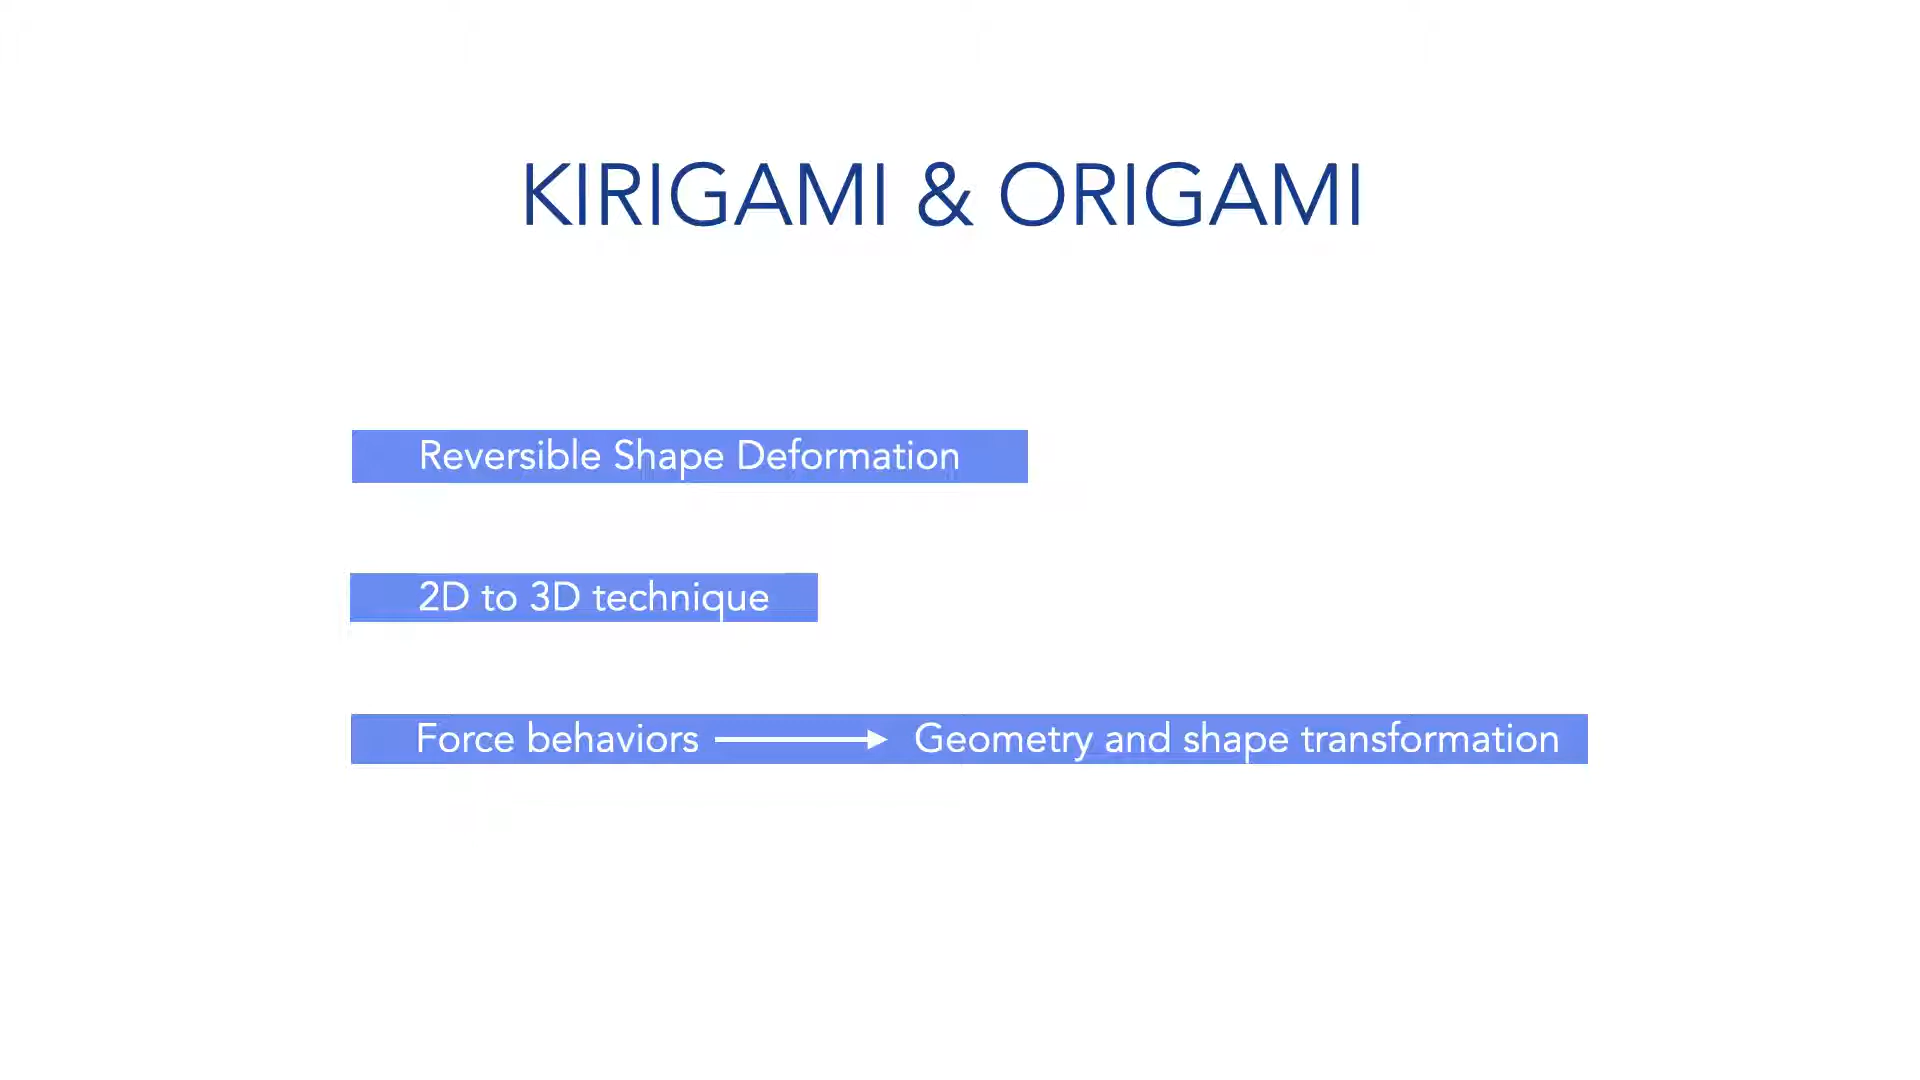 KIRIGAMI & ORIGAMI
Reversible Shape Deformation
2D to 3D technique
Force behaviors → Geometry and shape transformation